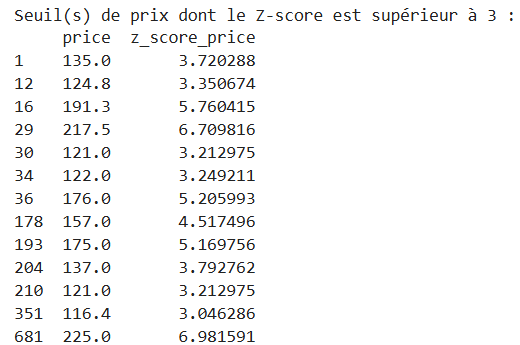 Seuil(s) de prix dont le Z-score est supérieur à 3 :
price z_score_price
1 135.0 3.720288
12 124.8 3.350674
16 191.3 5.760415
29 217.5 6.709816
30 121.0 3.212975
34 122.0 3.249211
36 176.0 5.205993
178 157.0 4.517496
193 175.0 5.169756
204 137.0 3.792762
210 121.0 3.212975
351 116.4 3.046286
681 225.0 6.981591